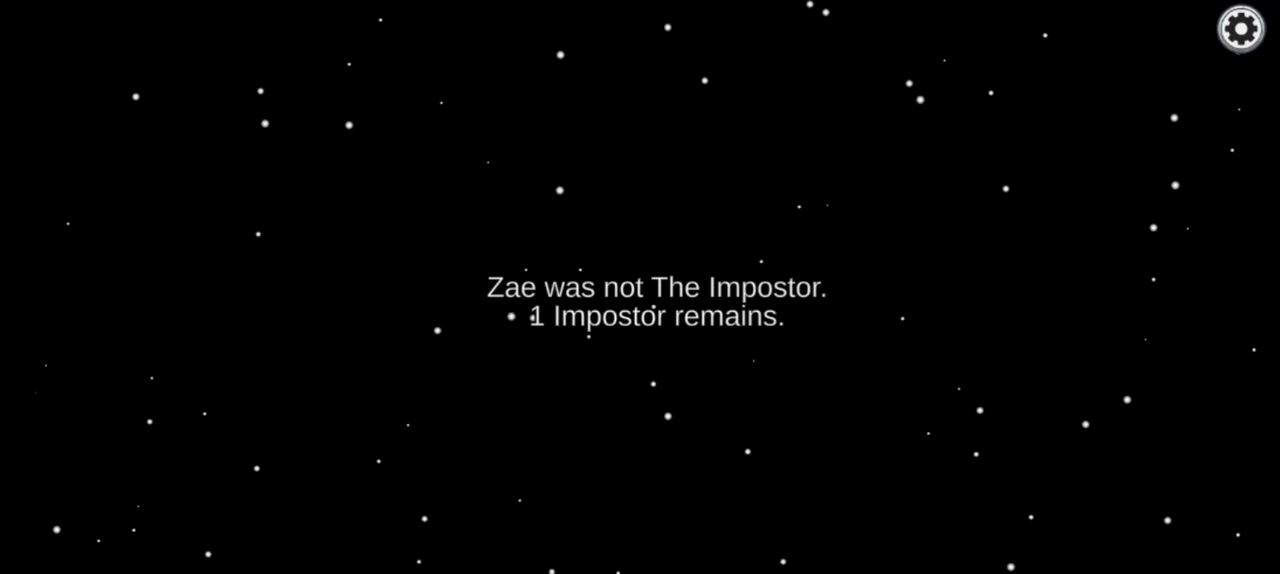 Zae was not The Impostor.
1 Impostor remains.